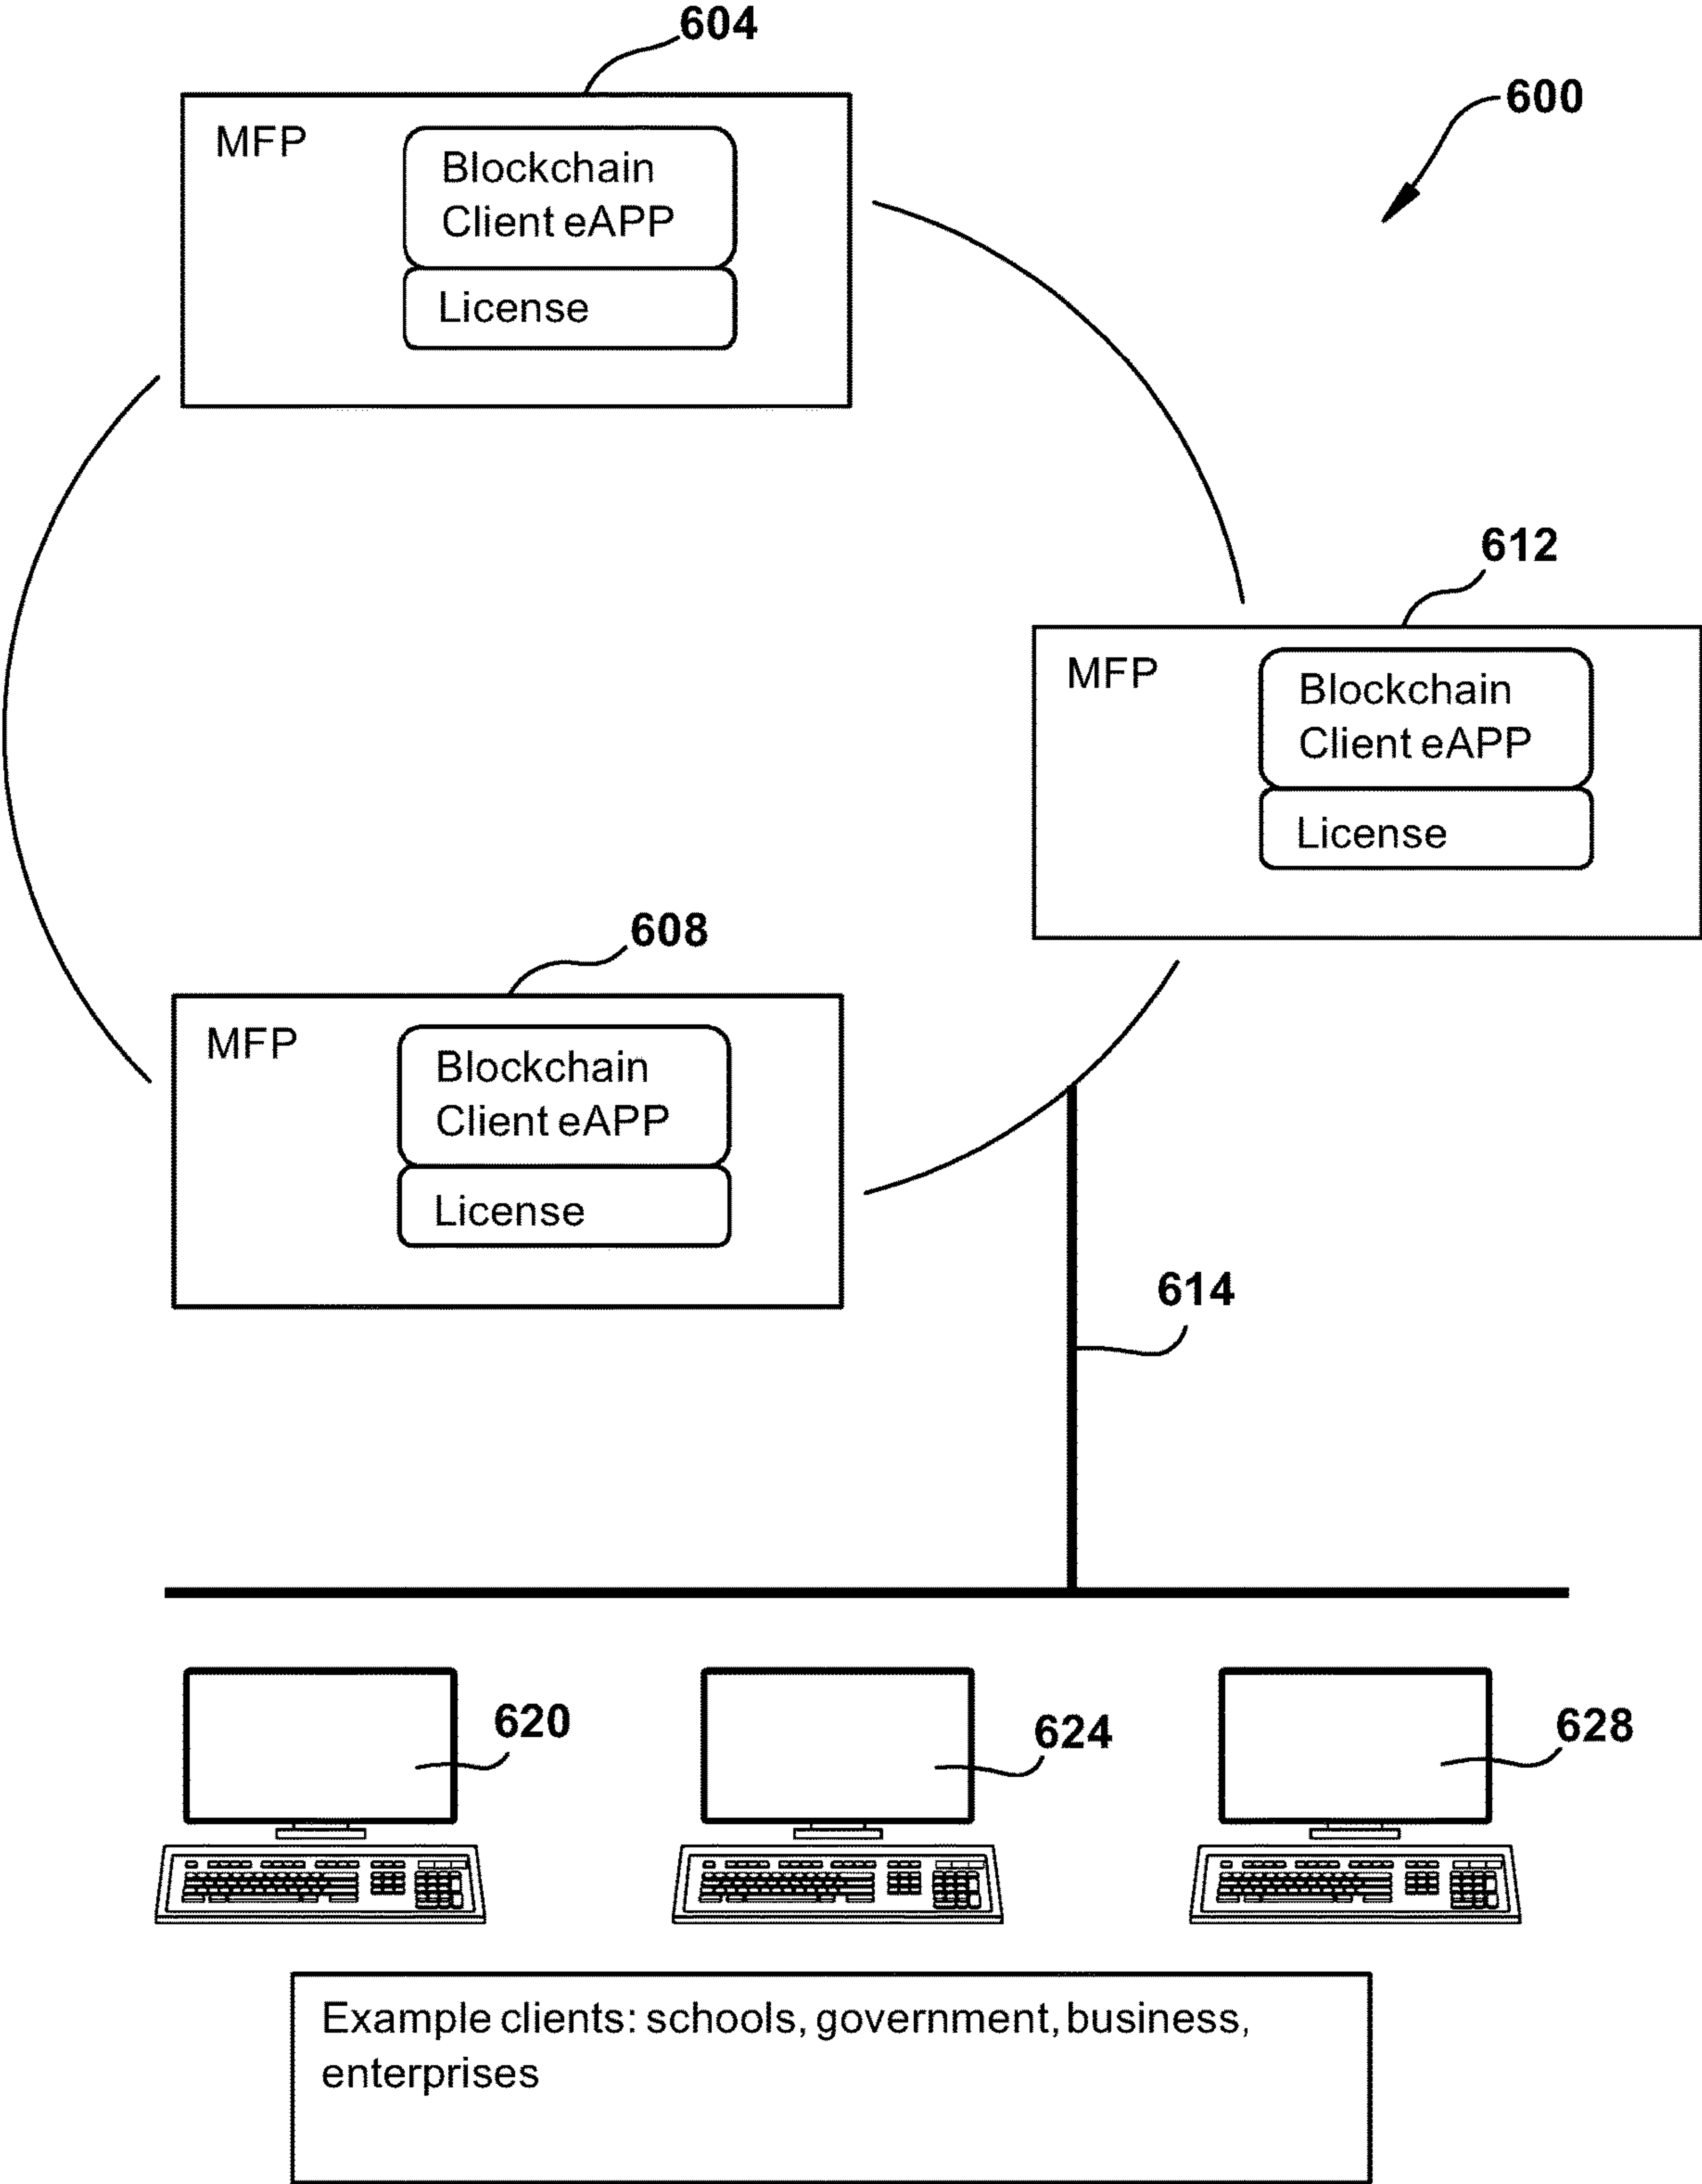 604
600
MFP
Blockchain
Client eAPP
License
612
MFP
Blockchain
Client eAPP
License
608
MFP
Blockchain
Client eAPP
License
614
620
624
628
Example clients: schools, government, business,
enterprises